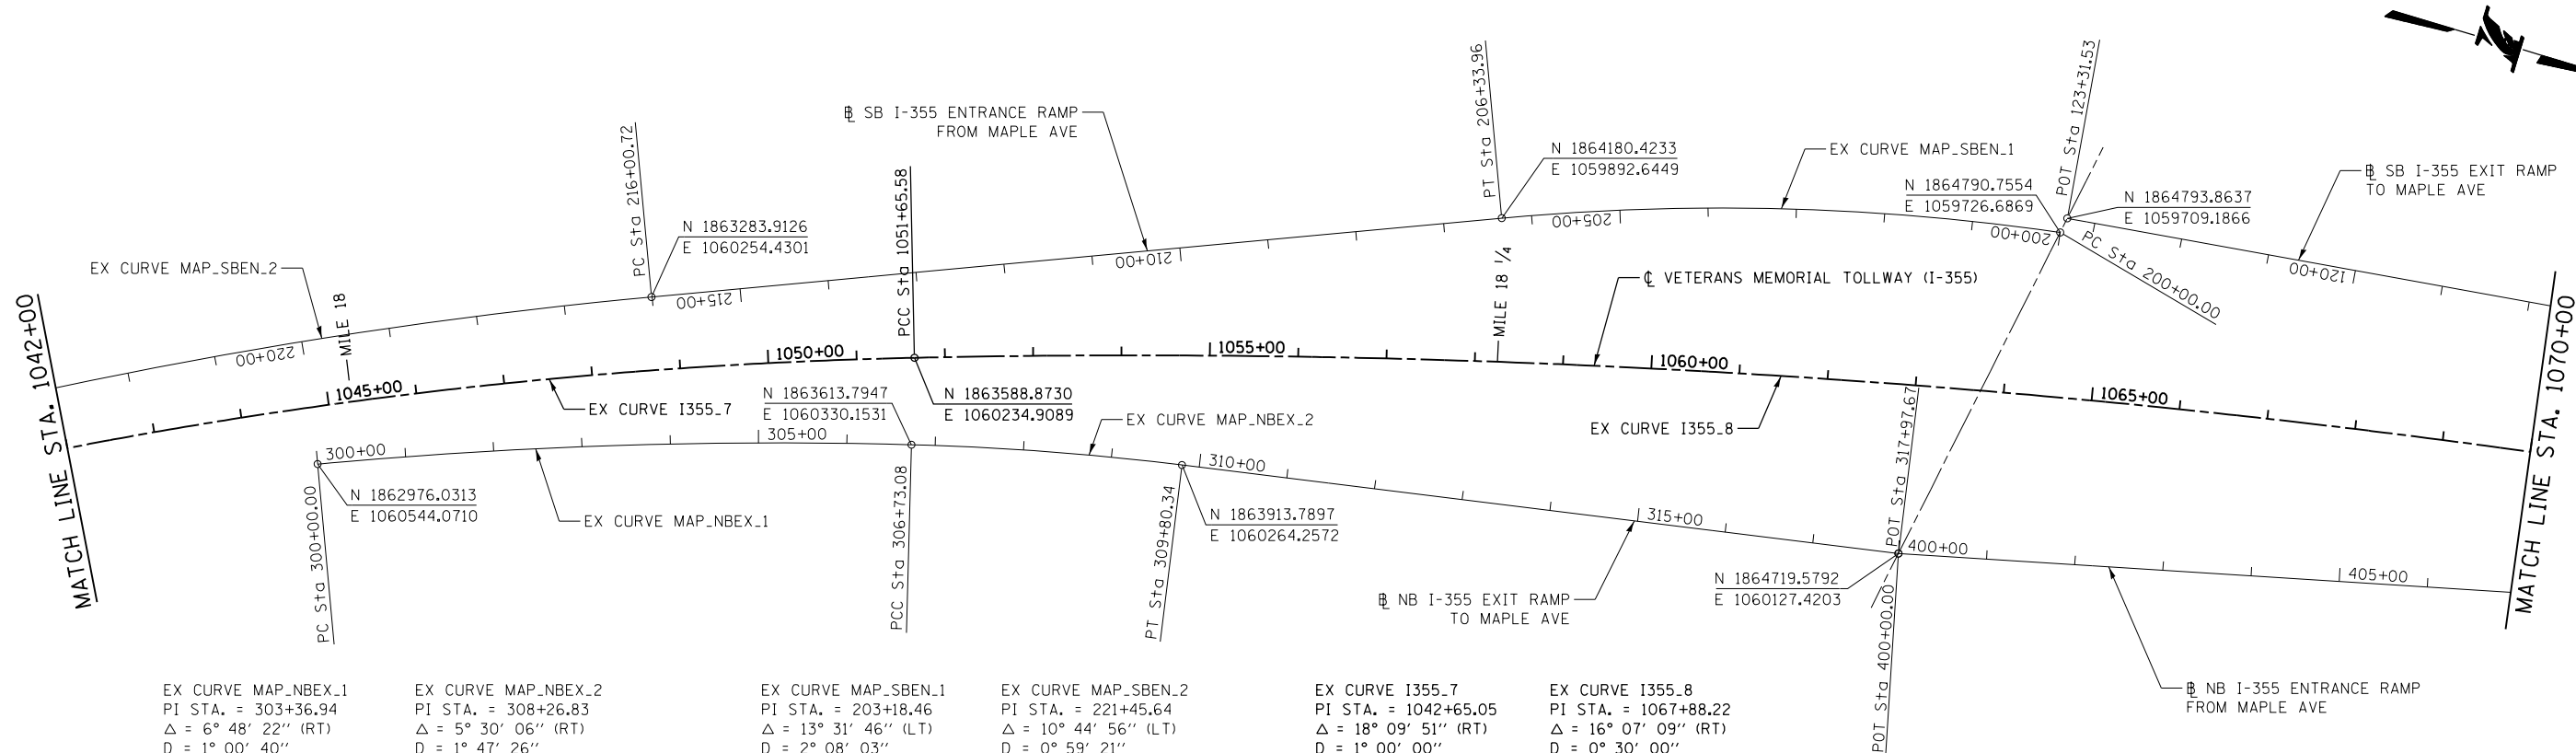 MATCH LINE STA. 1042+00
EX CURVE MAP_SBEN_2
220+00
MILE 18
PC Sta 216+00.72
N 1863283.9126
E 1060254.4301
215+00
℄ SB I-355 ENTRANCE RAMP
FROM MAPLE AVE
PCC Sta 1051+65.58
210+00
PT Sta 206+33.96
N 1864180.4233
E 1059892.6449
205+00
EX CURVE MAP_SBEN_1
N 1864790.7554
E 1059726.6869
200+00
PC Sta 200+00.00
POT Sta 123+31.53
N 1864793.8637
E 1059709.1866
℄ SB I-355 EXIT RAMP
TO MAPLE AVE
120+00
MATCH LINE STA. 1070+00
1045+00
EX CURVE I355_7
1050+00
N 1863588.8730
E 1060234.9089
1055+00
MILE 18 1/4
℄ VETERANS MEMORIAL TOLLWAY (I-355)
1060+00
EX CURVE I355_8
1065+00
300+00
PC Sta 300+00.00
N 1862976.0313
E 1060544.0710
EX CURVE MAP_NBEX_1
305+00
N 1863613.7947
E 1060330.1531
PCC Sta 306+73.08
EX CURVE MAP_NBEX_2
310+00
PT Sta 309+80.34
N 1863913.7897
E 1060264.2572
315+00
℄ NB I-355 EXIT RAMP
TO MAPLE AVE
POT Sta 317+97.67
N 1864719.5792
E 1060127.4203
400+00
POT Sta 400+00.00
405+00
℄ NB I-355 ENTRANCE RAMP
FROM MAPLE AVE
EX CURVE MAP_NBEX_1
PI STA. = 303+36.94
Δ = 6° 48' 22'' (RT)
D = 1° 00' 40''
EX CURVE MAP_NBEX_2
PI STA. = 308+26.83
Δ = 5° 30' 06'' (RT)
D = 1° 47' 26''
EX CURVE MAP_SBEN_1
PI STA. = 203+18.46
Δ = 13° 31' 46'' (LT)
D = 2° 08' 03''
EX CURVE MAP_SBEN_2
PI STA. = 221+45.64
Δ = 10° 44' 56'' (LT)
D = 0° 59' 21''
EX CURVE I355_7
PI STA. = 1042+65.05
Δ = 18° 09' 51'' (RT)
D = 1° 00' 00''
EX CURVE I355_8
PI STA. = 1067+88.22
Δ = 16° 07' 09'' (RT)
D = 0° 30' 00''